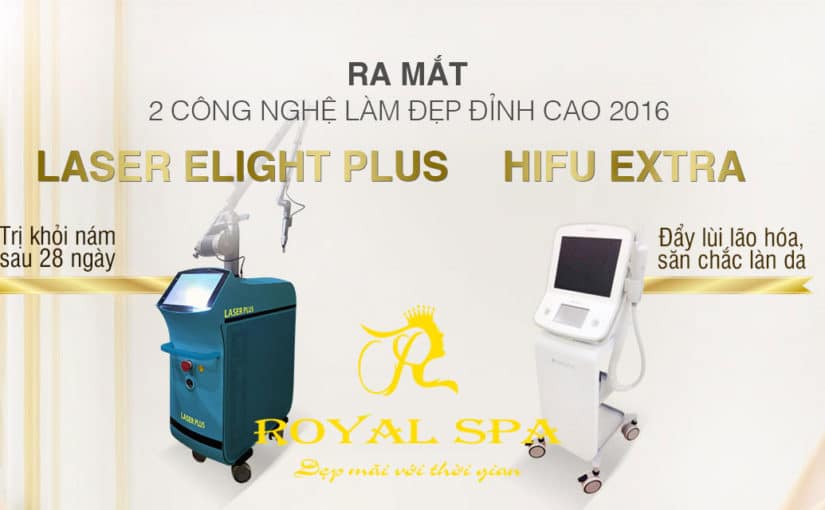 RA MẮT
2 CÔNG NGHỆ LÀM ĐẸP ĐỈNH CAO 2016
LASER ELIGHT PLUS
HIFU EXTRA
Trị khỏi nám
sau 28 ngày
Đẩy lùi lão hóa,
săn chắc làn da
LASER PLUS
LASER PLUS
ROYAL SPA
Đẹp mãi với thời gian